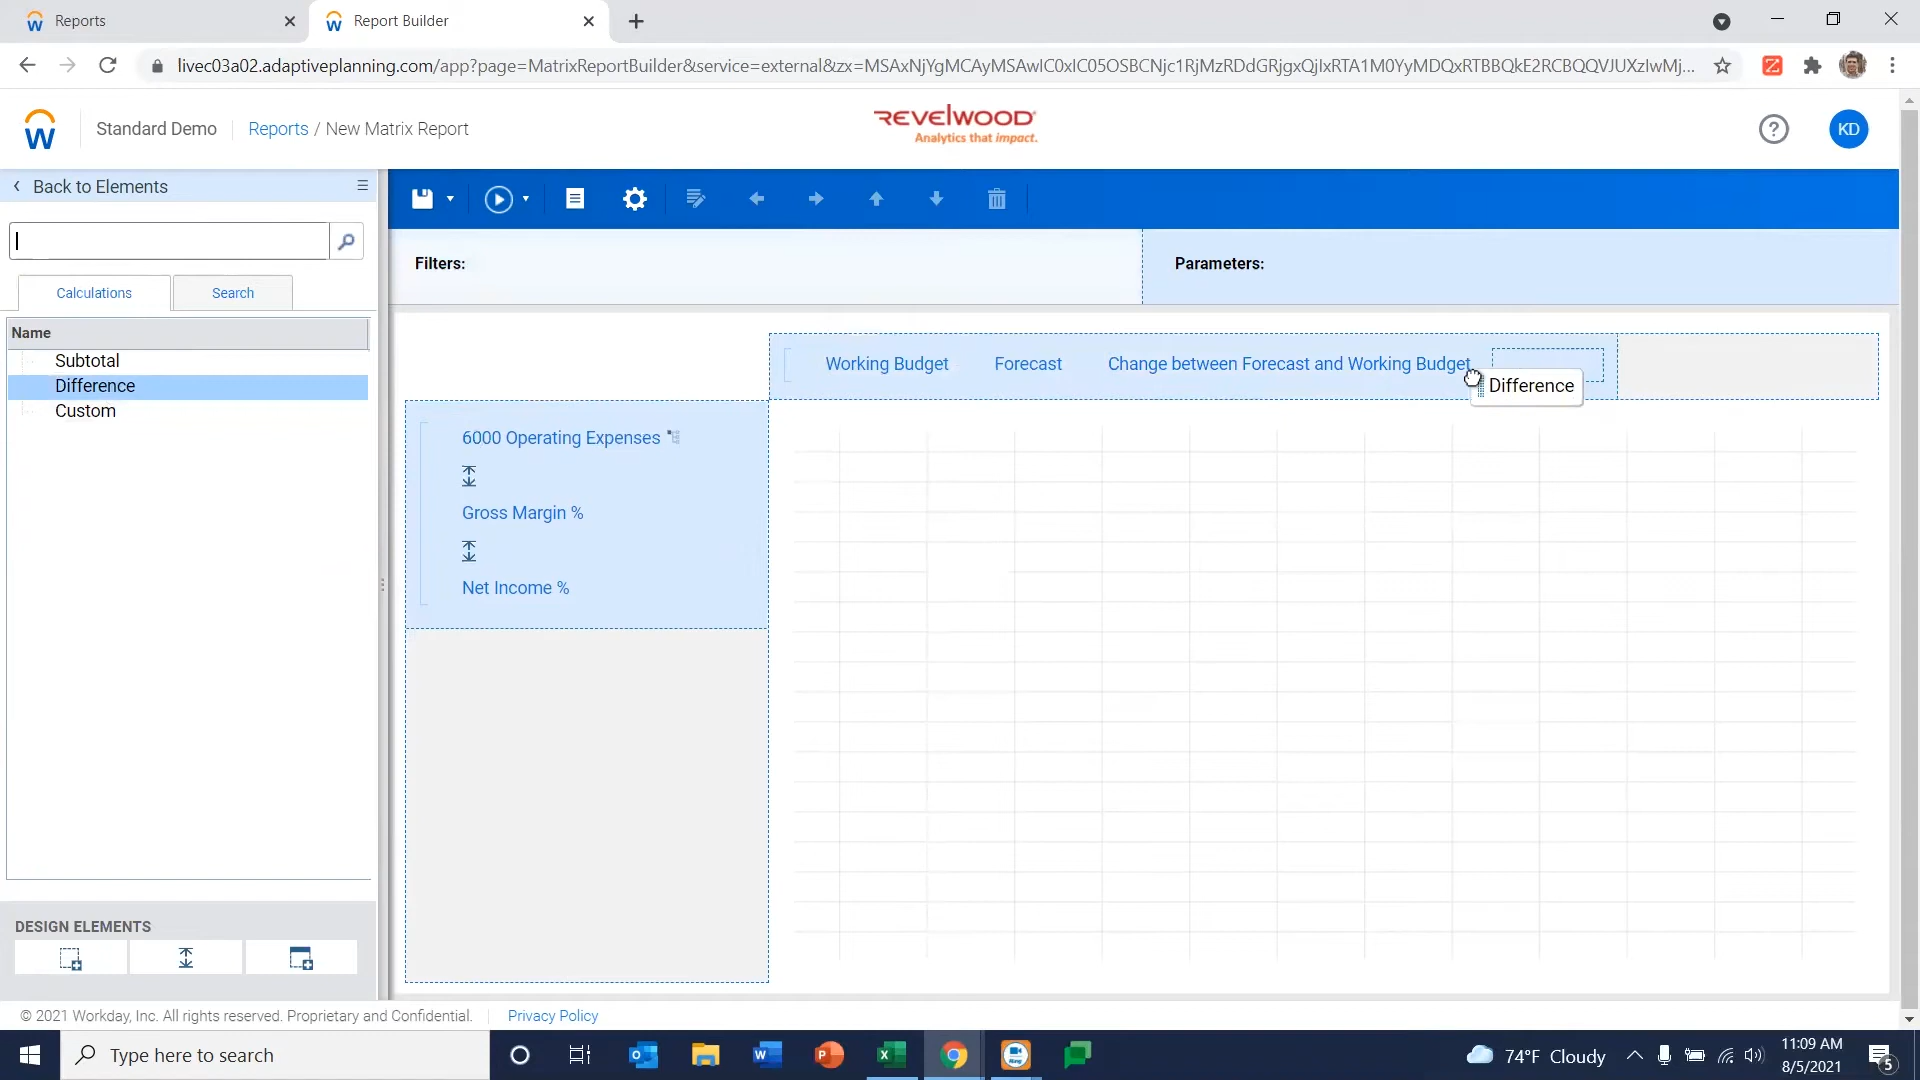 Reports
Report Builder
livec03a02.adaptiveplanning.com/app?page=MatrixReportBuilder&service=external&zx=
Standard Demo
Reports / New Matrix Report
REVELWOOD
Analytics that impact.
KD
Back to Elements
Filters:
Parameters:
Calculations
Search
Name
Subtotal
Difference
Custom
Working Budget
Forecast
Change between Forecast and Working Budget
Difference
6000 Operating Expenses
Gross Margin %
Net Income %
DESIGN ELEMENTS
© 2021 Workday, Inc. All rights reserved. Proprietary and Confidential.
Privacy Policy
Type here to search
74°F Cloudy
11:09 AM
8/5/2021
5